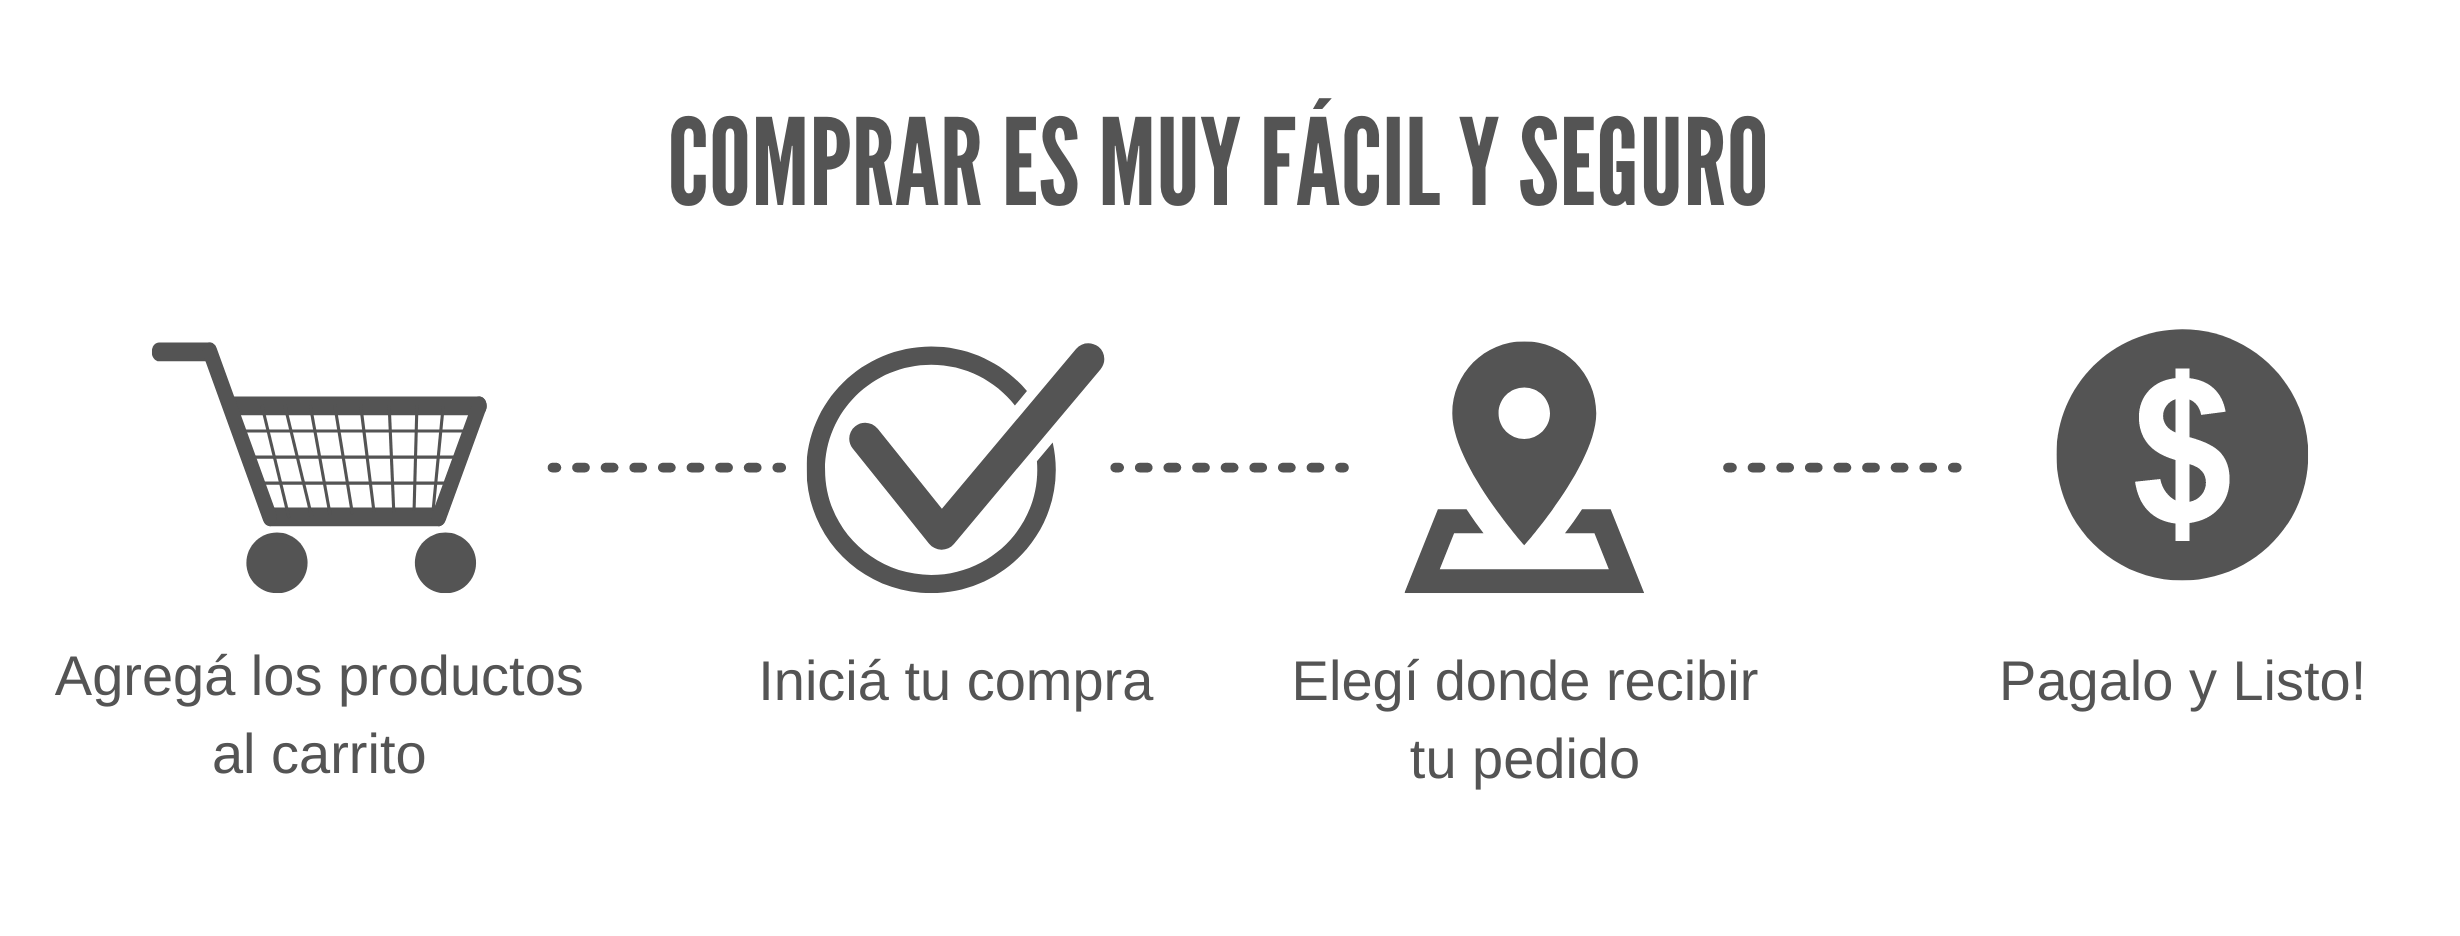 COMPRAR ES MUY FÁCIL Y SEGURO
$
Agregá los productos
al carrito
Iniciá tu compra
Elegí donde recibir
tu pedido
Pagalo y Listo!